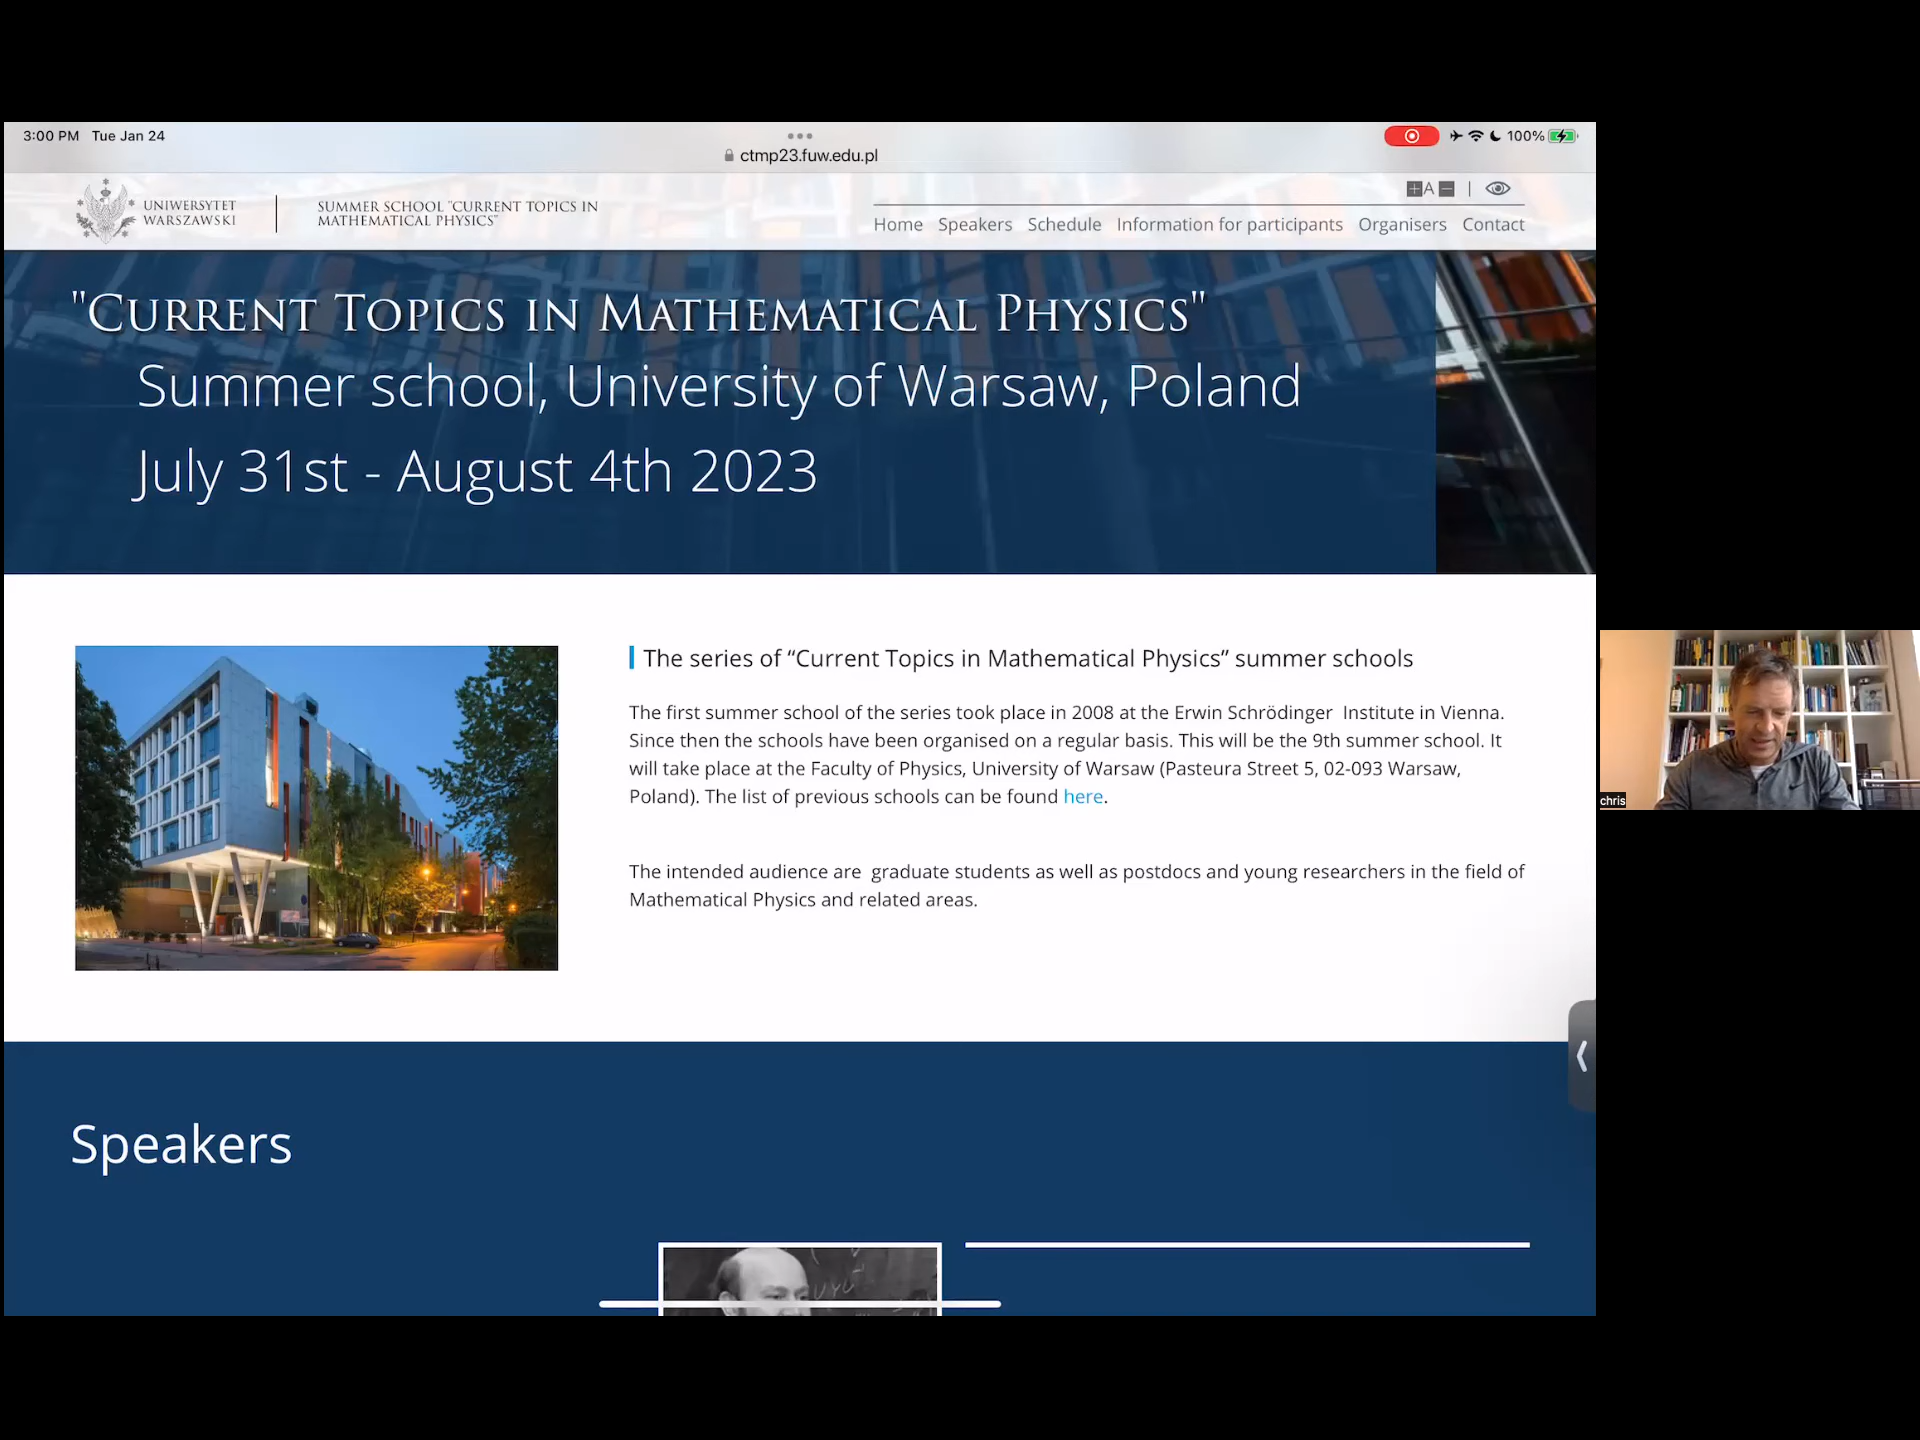 3:00 PM Tue Jan 24
100%
ctmp23.fuw.edu.pl
UNIWERSYTET
WARSZAWSKI
SUMMER SCHOOL "CURRENT TOPICS IN
MATHEMATICAL PHYSICS"
A
Home Speakers Schedule Information for participants Organisers Contact
"CURRENT TOPICS IN MATHEMATICAL PHYSICS"
Summer school, University of Warsaw, Poland
July 31st - August 4th 2023
The series of “Current Topics in Mathematical Physics” summer schools
The first summer school of the series took place in 2008 at the Erwin Schrödinger Institute in Vienna.
Since then the schools have been organised on a regular basis. This will be the 9th summer school. It
will take place at the Faculty of Physics, University of Warsaw (Pasteura Street 5, 02-093 Warsaw,
Poland). The list of previous schools can be found here.
The intended audience are graduate students as well as postdocs and young researchers in the field of
Mathematical Physics and related areas.
chris
Speakers